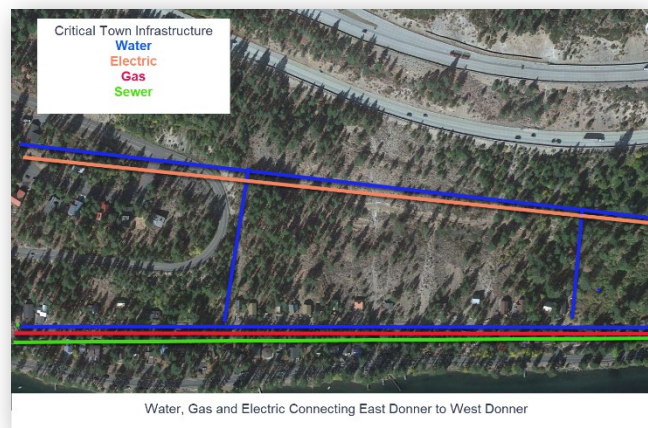 Critical Town Infrastructure
Water
Electric
Gas
Sewer
Water, Gas and Electric Connecting East Donner to West Donner